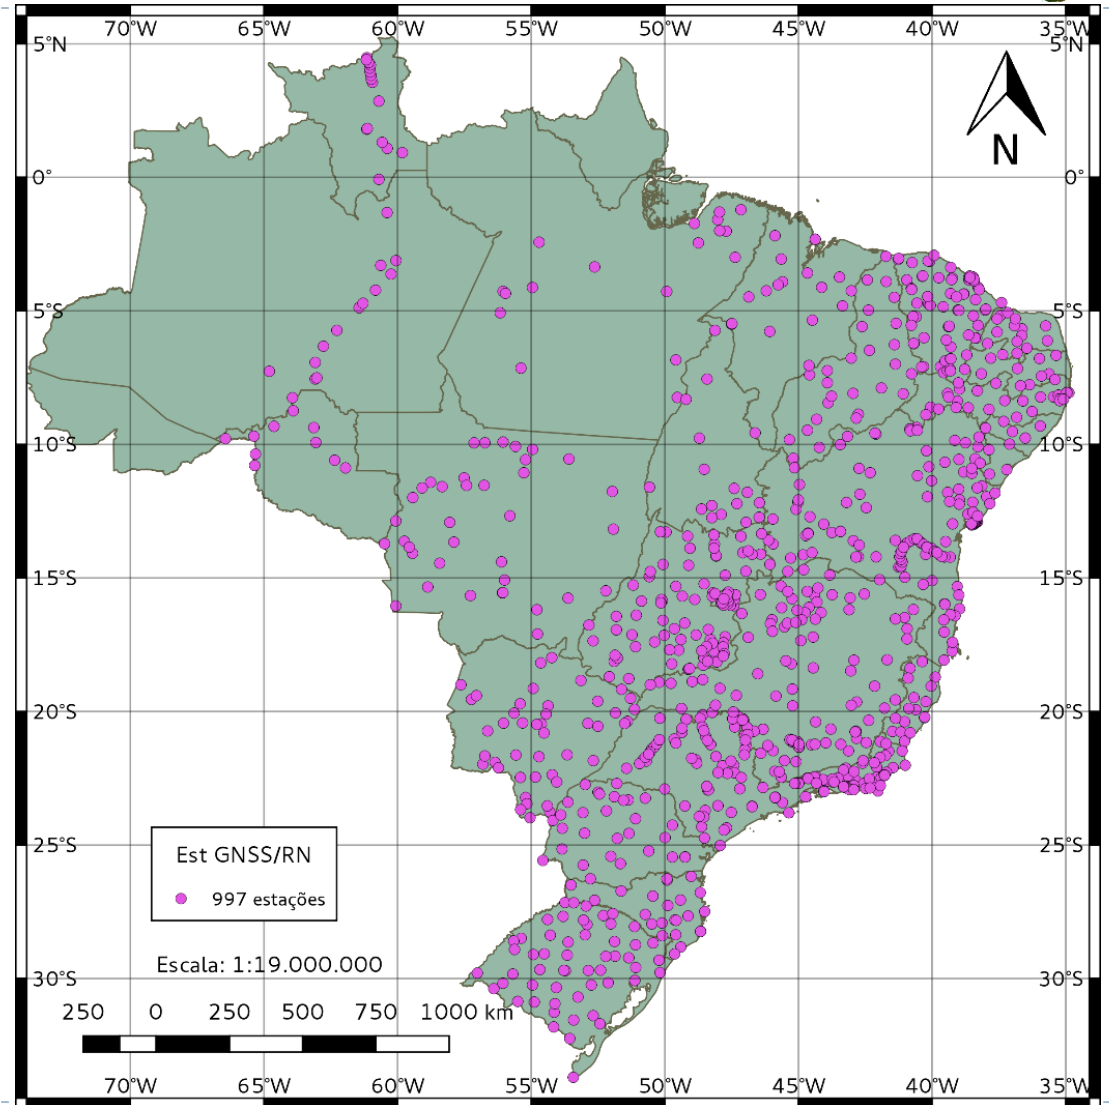 70°W 65°W 60°W 55°W 50°W 45°W 40°W 35°W
5°N 5°N
N
0° 0°
5°S 5°S
10°S 10°S
15°S 15°S
20°S 20°S
25°S 25°S
Est GNSS/RN
997 estações
Escala: 1:19.000.000
30°S 30°S
250 0 250 500 750 1000 km
70°W 65°W 60°W 55°W 50°W 45°W 40°W 35°W